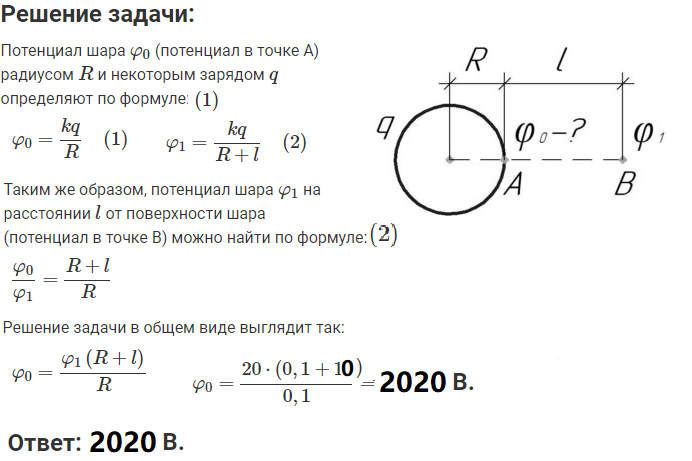 Решение задачи:
Потенциал шара φ₀ (потенциал в точке А)
радиусом R и некоторым зарядом q
определяют по формуле: (1)
φ₀ = kq/R (1) φ₁ = kq/(R + l) (2)
Таким же образом, потенциал шара φ₁ на
расстоянии l от поверхности шара
(потенциал в точке В) можно найти по формуле: (2)
φ₀/φ₁ = (R + l)/R
Решение задачи в общем виде выглядит так:
φ₀ = φ₁ (R + l)/R φ₀ = 20 · (0,1 + 10)/0,1 = 2020 В.
Ответ: 2020 В.
R l
q φ₀–? φ₁
A B